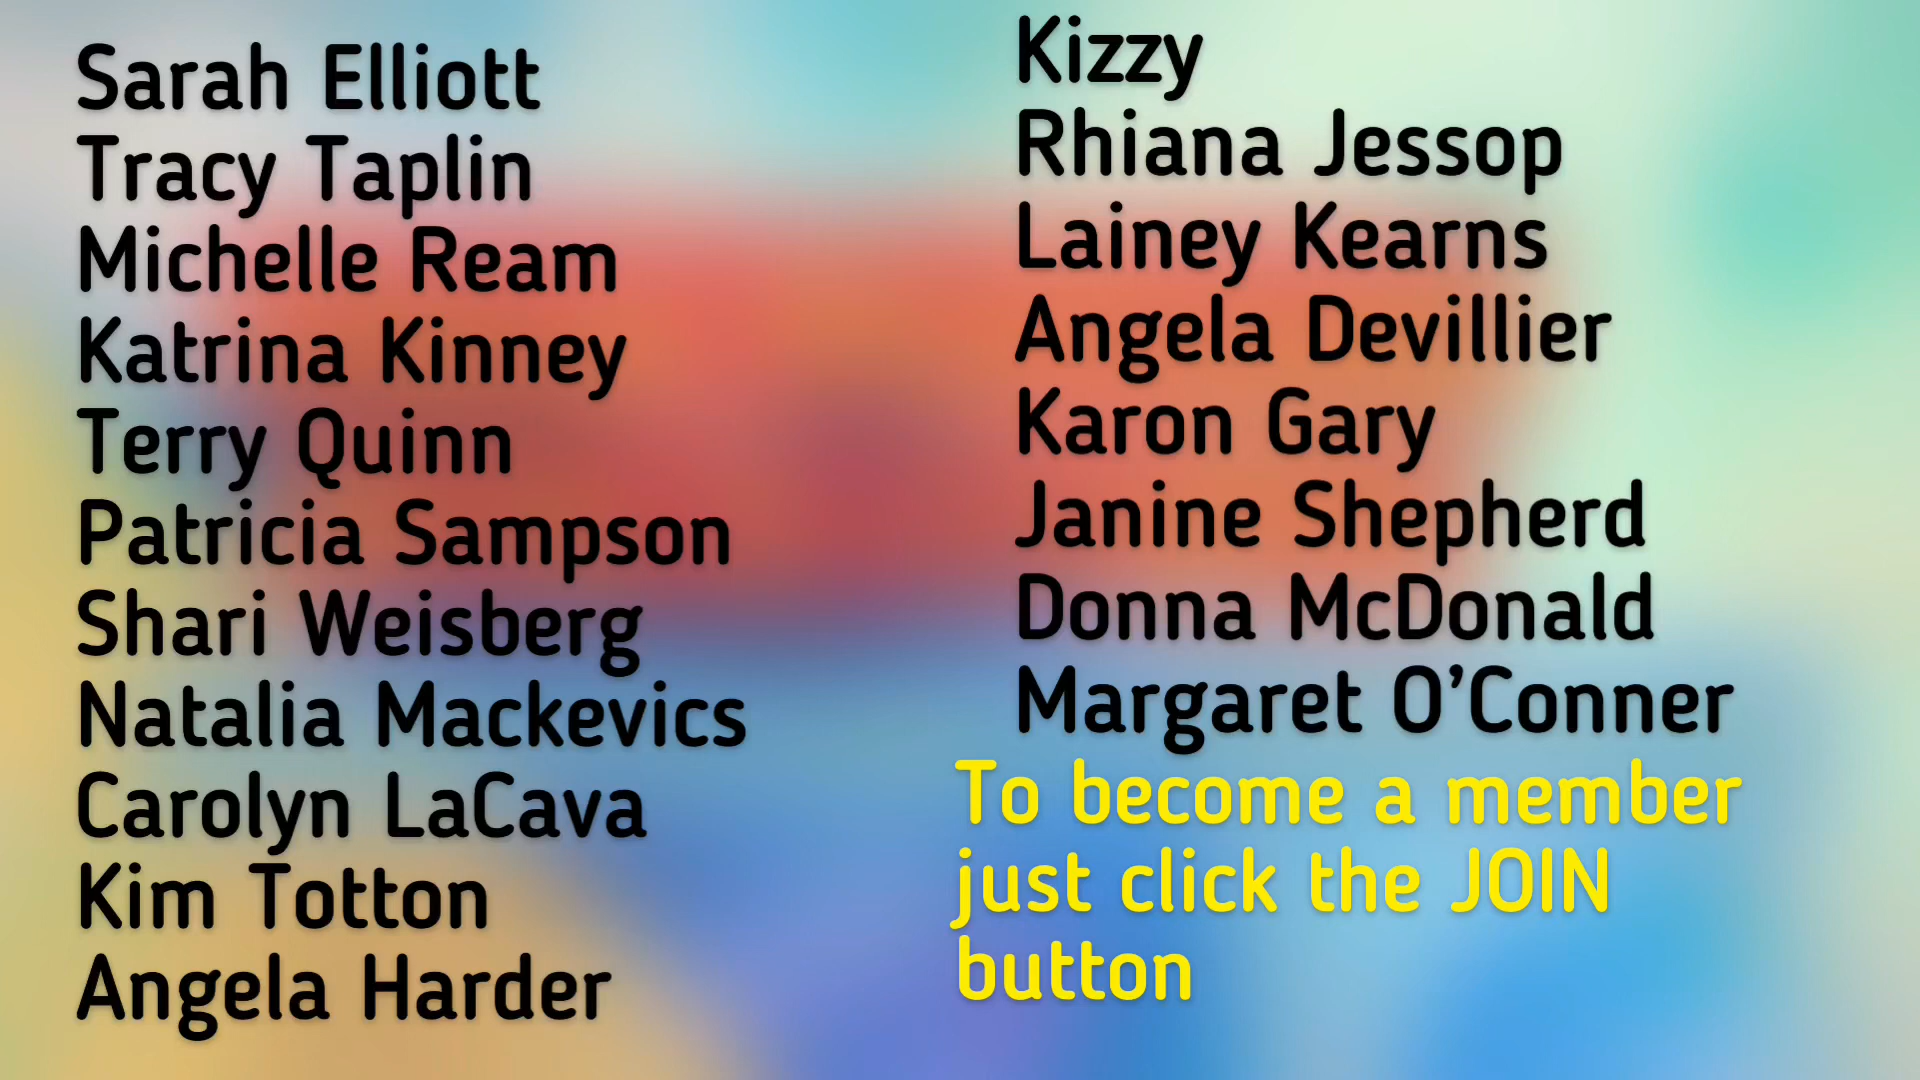 Sarah Elliott
Tracy Taplin
Michelle Ream
Katrina Kinney
Terry Quinn
Patricia Sampson
Shari Weisberg
Natalia Mackevics
Carolyn LaCava
Kim Totton
Angela Harder
Kizzy
Rhiana Jessop
Lainey Kearns
Angela Devillier
Karon Gary
Janine Shepherd
Donna McDonald
Margaret O’Conner
To become a member
just click the JOIN
button